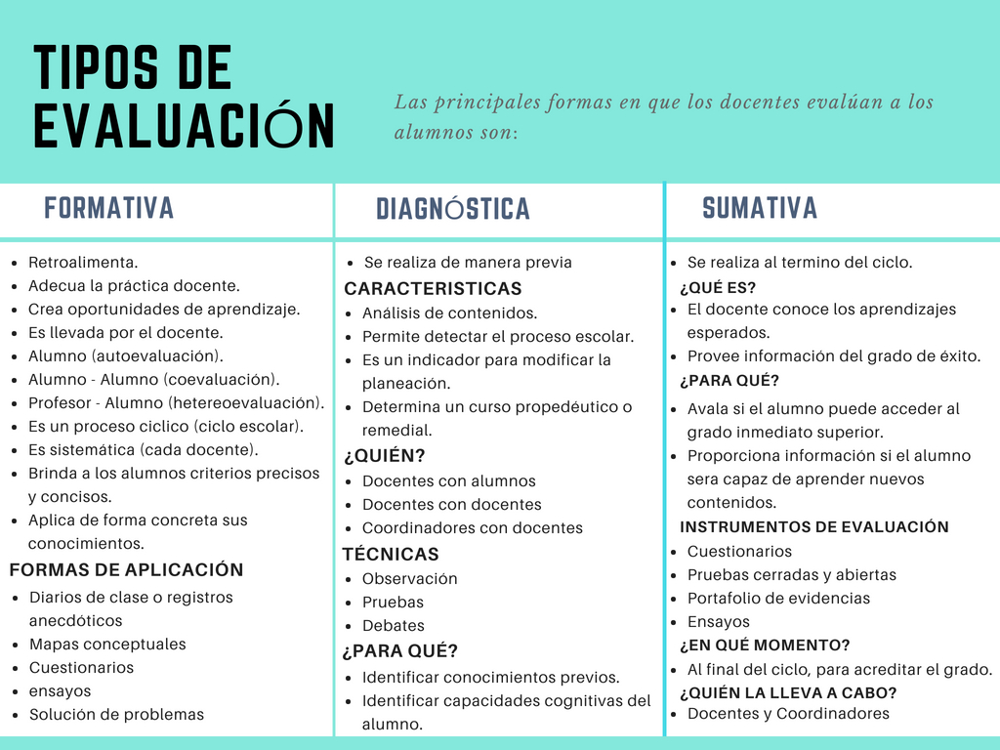 TIPOS DE
EVALUACIÓN
Las principales formas en que los docentes evalúan a los
alumnos son:
FORMATIVA
• Retroalimenta.
• Adecua la práctica docente.
• Crea oportunidades de aprendizaje.
• Es llevada por el docente.
• Alumno (autoevaluación).
• Alumno - Alumno (coevaluación).
• Profesor - Alumno (hetereoevaluación).
• Es un proceso ciclico (ciclo escolar).
• Es sistemática (cada docente).
• Brinda a los alumnos criterios precisos
y concisos.
• Aplica de forma concreta sus
conocimientos.
FORMAS DE APLICACIÓN
• Diarios de clase o registros
anecdóticos
• Mapas conceptuales
• Cuestionarios
• ensayos
• Solución de problemas
DIAGNÓSTICA
• Se realiza de manera previa
CARACTERISTICAS
• Análisis de contenidos.
• Permite detectar el proceso escolar.
• Es un indicador para modificar la
planeación.
• Determina un curso propedéutico o
remedial.
¿QUIÉN?
• Docentes con alumnos
• Docentes con docentes
• Coordinadores con docentes
TÉCNICAS
• Observación
• Pruebas
• Debates
¿PARA QUÉ?
• Identificar conocimientos previos.
• Identificar capacidades cognitivas del
alumno.
SUMATIVA
• Se realiza al termino del ciclo.
¿QUÉ ES?
• El docente conoce los aprendizajes
esperados.
• Provee información del grado de éxito.
¿PARA QUÉ?
• Avala si el alumno puede acceder al
grado inmediato superior.
• Proporciona información si el alumno
sera capaz de aprender nuevos
contenidos.
INSTRUMENTOS DE EVALUACIÓN
• Cuestionarios
• Pruebas cerradas y abiertas
• Portafolio de evidencias
• Ensayos
¿EN QUÉ MOMENTO?
• Al final del ciclo, para acreditar el grado.
¿QUIÉN LA LLEVA A CABO?
• Docentes y Coordinadores